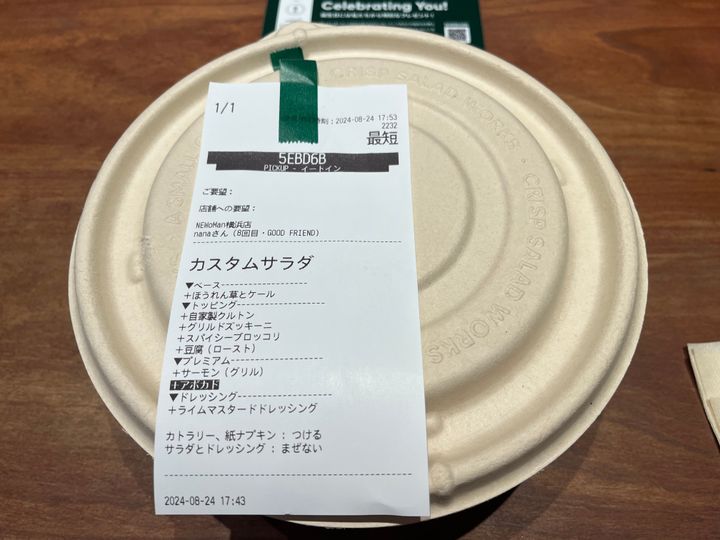 Celebrating You!
CRISP SALAD WORKS · CRISP SALAD WORKS
1/1
: 2024-08-24 17:53
2232
最短
5EBD6B
PICKUP - イートイン
ご要望：
店舗への要望：
NEWoMan横浜店
nanaさん（8回目・GOOD FRIEND）
カスタムサラダ
▼ベース
＋ほうれん草とケール
▼トッピング
＋自家製クルトン
＋グリルドズッキーニ
＋スパイシーブロッコリ
＋豆腐（ロースト）
▼プレミアム
＋サーモン（グリル）
＋アボカド
▼ドレッシング
＋ライムマスタードドレッシング
カトラリー、紙ナプキン : つける
サラダとドレッシング : まぜない
2024-08-24 17:43